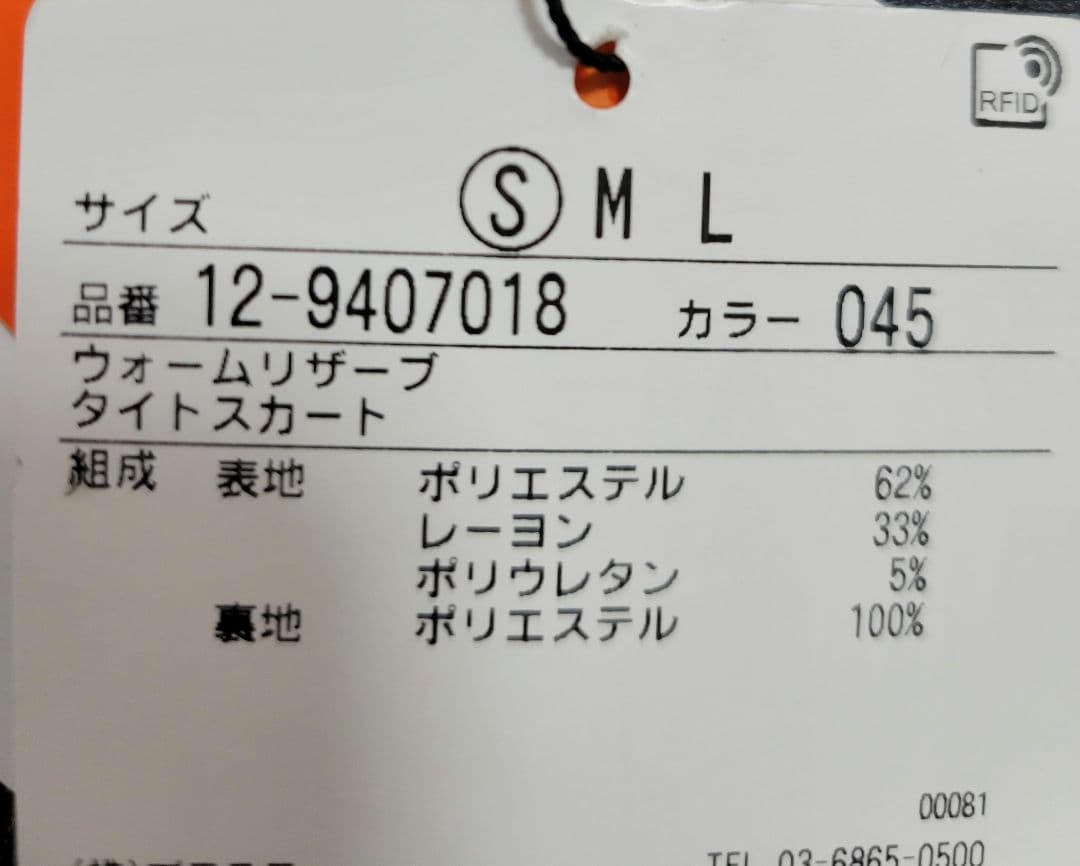 RFID
サイズ S M L
品番 12-9407018 カラー 045
ウォームリザーブ
タイトスカート
組成 表地 ポリエステル 62%
レーヨン 33%
ポリウレタン 5%
裏地 ポリエステル 100%
00081
TEL 03-6865-0500